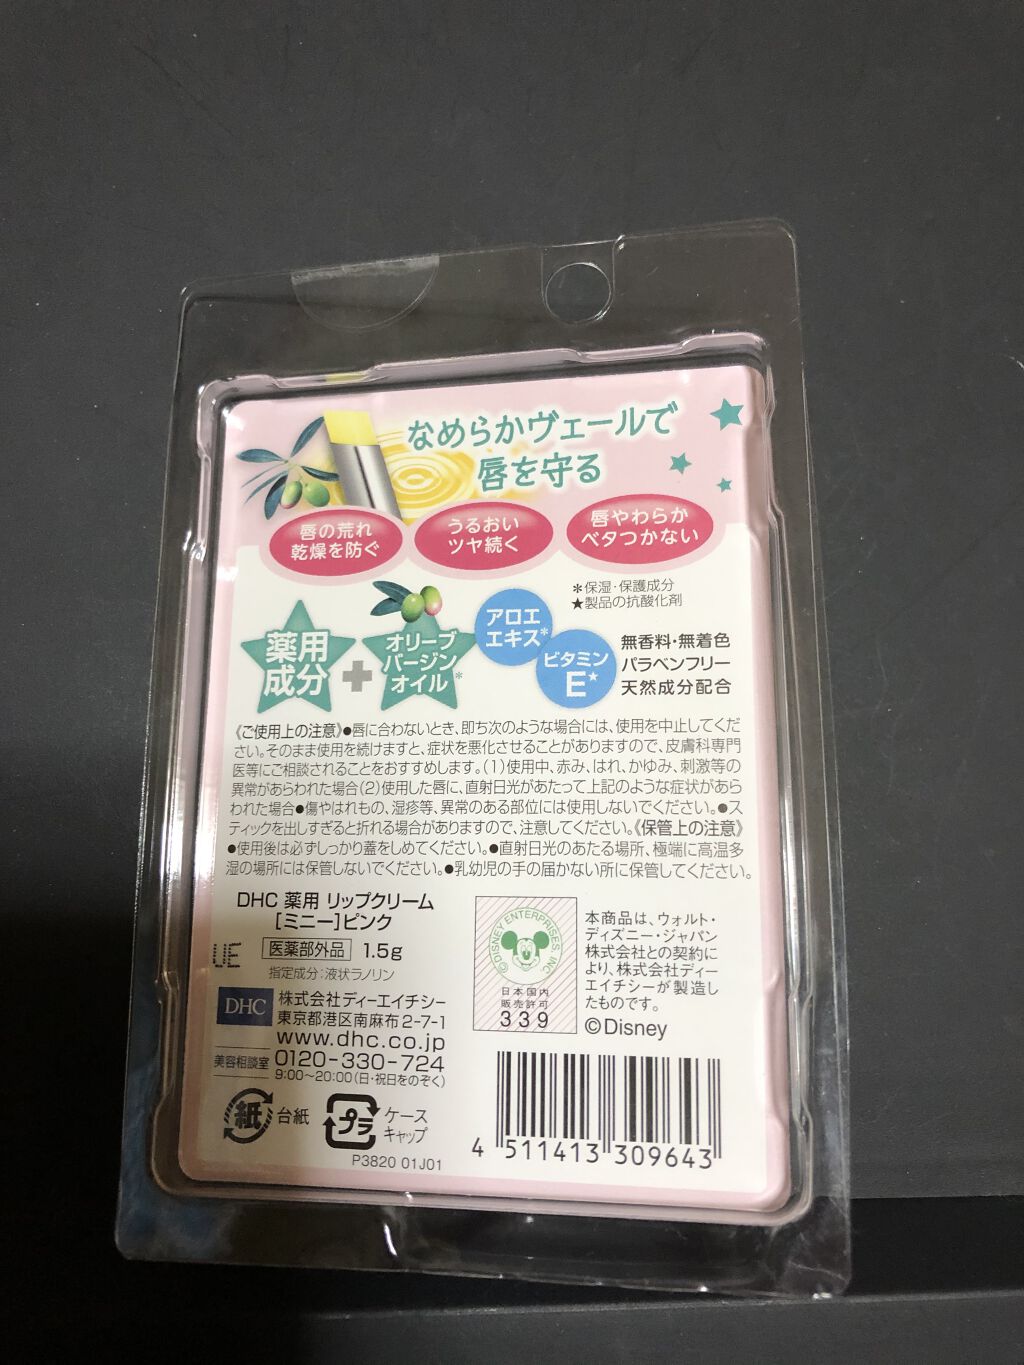 なめらかヴェールで
唇を守る
唇の荒れ
乾燥を防ぐ
うるおい
ツヤ続く
唇やわらか
ベタつかない
*保湿・保護成分
★製品の抗酸化剤
薬用
成分
+
オリーブ
バージン
オイル*
アロエ
エキス*
ビタミン
E★
無香料・無着色
パラベンフリー
天然成分配合
《ご使用上の注意》●唇に合わないとき、即ち次のような場合には、使用を中止してくだ
さい。そのまま使用を続けますと、症状を悪化させることがありますので、皮膚科専門
医等にご相談されることをおすすめします。(1)使用中、赤み、はれ、かゆみ、刺激等の
異常があらわれた場合(2)使用した唇に、直射日光があたって上記のような症状があら
われた場合●傷やはれもの、湿疹等、異常のある部位には使用しないでください。●ス
ティックを出しすぎると折れる場合がありますので、注意してください。《保管上の注意》
●使用後は必ずしっかり蓋をしめてください。●直射日光のあたる場所、極端に高温多
湿の場所には保管しないでください。●乳幼児の手の届かない所に保管してください。
DHC 薬用 リップクリーム
[ミニー]ピンク
UE
医薬部外品 1.5g
指定成分:液状ラノリン
DHC
株式会社ディーエイチシー
東京都港区南麻布2-7-1
www.dhc.co.jp
美容相談室 0120-330-724
9:00〜20:00(日・祝日をのぞく)
紙 台紙
プラ ケース
キャップ
P3820 01J01
©DISNEY ENTERPRISES, INC
日本国内
販売許可
339
本商品は、ウォルト・
ディズニー・ジャパン
株式会社との契約に
より、株式会社ディー
エイチシーが製造し
たものです。
©Disney
4 511413 309643